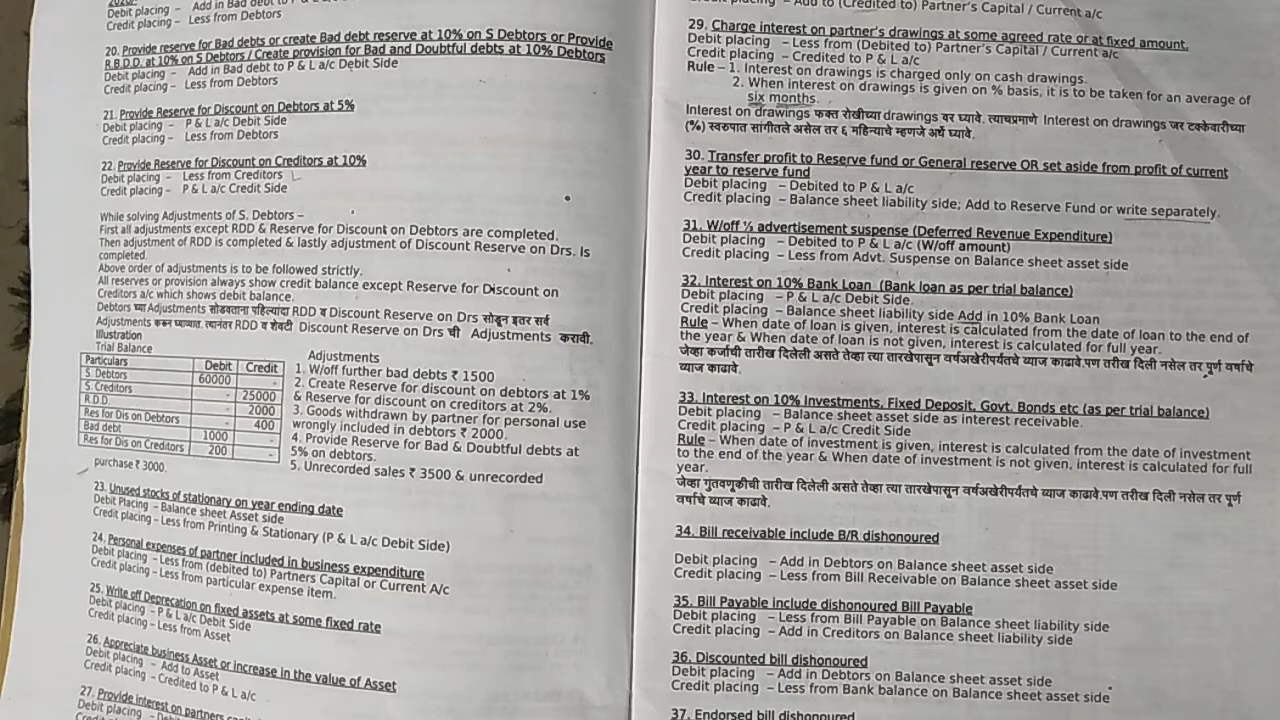 Debit placing – Add in Bad debt to P
Credit placing – Less from Debtors
20. Provide reserve for Bad debts or create Bad debt reserve at 10% on S Debtors or Provide
R.B.D.D. at 10% on S Debtors / Create provision for Bad and Doubtful debts at 10% Debtors
Debit placing – Add in Bad debt to P & L a/c Debit Side
Credit placing – Less from Debtors
21. Provide Reserve for Discount on Debtors at 5%
Debit placing – P & L a/c Debit Side
Credit placing – Less from Debtors
22. Provide Reserve for Discount on Creditors at 10%
Debit placing – Less from Creditors
Credit placing – P & L a/c Credit Side
While solving Adjustments of S. Debtors –
First all adjustments except RDD & Reserve for Discount on Debtors are completed.
Then adjustment of RDD is completed & lastly adjustment of Discount Reserve on Drs. Is
completed.
Above order of adjustments is to be followed strictly.
All reserves or provision always show credit balance except Reserve for Discount on
Creditors a/c which shows debit balance.
Debtors च्या Adjustments सोडवताना पहिल्यांदा RDD व Discount Reserve on Drs सोडून इतर सर्व
Adjustments करून घ्याव्यात. त्यानंतर RDD व शेवटी Discount Reserve on Drs ची Adjustments करावी.
Illustration
Trial Balance
Particulars Debit Credit
S. Debtors 60000 -
S. Creditors - 25000
R.D.D. - 2000
Res for Dis on Debtors - 400
Bad debt 1000 -
Res for Dis on Creditors 200 -
Adjustments
1. W/off further bad debts ₹ 1500
2. Create Reserve for discount on debtors at 1%
& Reserve for discount on creditors at 2%.
3. Goods withdrawn by partner for personal use
wrongly included in debtors ₹ 2000.
4. Provide Reserve for Bad & Doubtful debts at
5% on debtors.
5. Unrecorded sales ₹ 3500 & unrecorded
purchase ₹ 3000.
23. Unused stocks of stationary on year ending date
Debit Placing – Balance sheet Asset side
Credit placing – Less from Printing & Stationary (P & L a/c Debit Side)
24. Personal expenses of partner included in business expenditure
Debit placing – Less from (debited to) Partners Capital or Current A/c
Credit placing – Less from particular expense item.
25. Write off Deprecation on fixed assets at some fixed rate
Debit placing – P & L a/c Debit Side
Credit placing – Less from Asset
26. Appreciate business Asset or increase in the value of Asset
Debit placing – Add to Asset
Credit placing – Credited to P & L a/c
27. Provide interest on partners
Debit placing
placing – Add to (Credited to) Partner's Capital / Current a/c
29. Charge interest on partner's drawings at some agreed rate or at fixed amount.
Debit placing – Less from (Debited to) Partner's Capital / Current a/c
Credit placing – Credited to P & L a/c
Rule – 1. Interest on drawings is charged only on cash drawings.
2. When interest on drawings is given on % basis, it is to be taken for an average of
six months.
Interest on drawings फक्त रोखीच्या drawings वर घ्यावे. त्याचप्रमाणे Interest on drawings जर टक्केवारीच्या
(%) स्वरुपात सांगीतले असेल तर ६ महिन्याचे म्हणजे अर्धे घ्यावे.
30. Transfer profit to Reserve fund or General reserve OR set aside from profit of current
year to reserve fund
Debit placing – Debited to P & L a/c
Credit placing – Balance sheet liability side; Add to Reserve Fund or write separately.
31. W/off ⅓ advertisement suspense (Deferred Revenue Expenditure)
Debit placing – Debited to P & L a/c (W/off amount)
Credit placing – Less from Advt. Suspense on Balance sheet asset side
32. Interest on 10% Bank Loan (Bank loan as per trial balance)
Debit placing – P & L a/c Debit Side.
Credit placing – Balance sheet liability side Add in 10% Bank Loan
Rule – When date of loan is given, interest is calculated from the date of loan to the end of
the year & When date of loan is not given, interest is calculated for full year.
जेव्हा कर्जाची तारीख दिलेली असते तेव्हा त्या तारखेपासून वर्षअखेरीपर्यंतचे व्याज काढावे.पण तरीख दिली नसेल तर पूर्ण वर्षाचे
व्याज काढावे.
33. Interest on 10% Investments, Fixed Deposit, Govt. Bonds etc (as per trial balance)
Debit placing – Balance sheet asset side as interest receivable.
Credit placing – P & L a/c Credit Side
Rule – When date of investment is given, interest is calculated from the date of investment
to the end of the year & When date of investment is not given, interest is calculated for full
year.
जेव्हा गुंतवणूकीची तारीख दिलेली असते तेव्हा त्या तारखेपासून वर्षअखेरीपर्यंतचे व्याज काढावे.पण तरीख दिली नसेल तर पूर्ण
वर्षाचे व्याज काढावे.
34. Bill receivable include B/R dishonoured
Debit placing – Add in Debtors on Balance sheet asset side
Credit placing – Less from Bill Receivable on Balance sheet asset side
35. Bill Payable include dishonoured Bill Payable
Debit placing – Less from Bill Payable on Balance sheet liability side
Credit placing – Add in Creditors on Balance sheet liability side
36. Discounted bill dishonoured
Debit placing – Add in Debtors on Balance sheet asset side
Credit placing – Less from Bank balance on Balance sheet asset side
37. Endorsed bill dishonoured